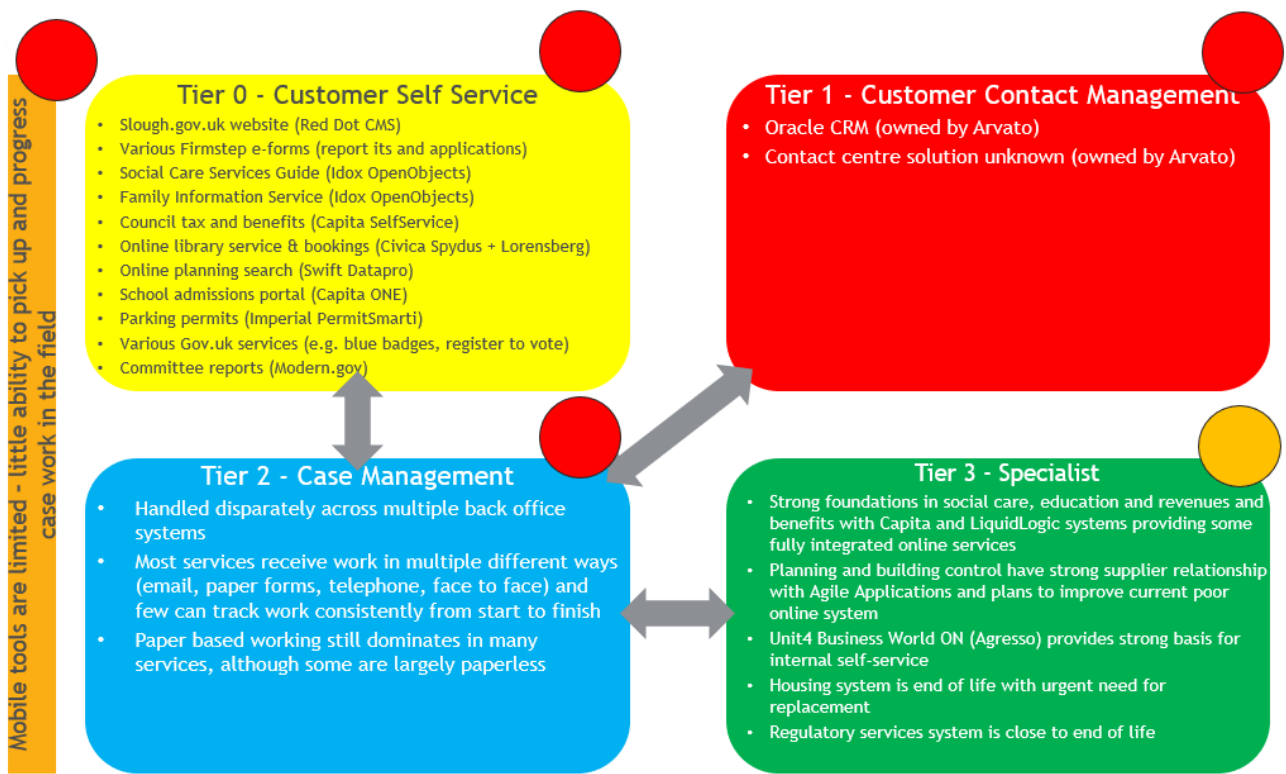 Mobile tools are limited - little ability to pick up and progress
case work in the field
Tier 0 - Customer Self Service
• Slough.gov.uk website (Red Dot CMS)
• Various Firmstep e-forms (report its and applications)
• Social Care Services Guide (Idox OpenObjects)
• Family Information Service (Idox OpenObjects)
• Council tax and benefits (Capita SelfService)
• Online library service & bookings (Civica Spydus + Lorensberg)
• Online planning search (Swift Datapro)
• School admissions portal (Capita ONE)
• Parking permits (Imperial PermitSmarti)
• Various Gov.uk services (e.g. blue badges, register to vote)
• Committee reports (Modern.gov)
Tier 1 - Customer Contact Management
• Oracle CRM (owned by Arvato)
• Contact centre solution unknown (owned by Arvato)
Tier 2 - Case Management
• Handled disparately across multiple back office
systems
• Most services receive work in multiple different ways
(email, paper forms, telephone, face to face) and
few can track work consistently from start to finish
• Paper based working still dominates in many
services, although some are largely paperless
Tier 3 - Specialist
• Strong foundations in social care, education and revenues and
benefits with Capita and LiquidLogic systems providing some
fully integrated online services
• Planning and building control have strong supplier relationship
with Agile Applications and plans to improve current poor
online system
• Unit4 Business World ON (Agresso) provides strong basis for
internal self-service
• Housing system is end of life with urgent need for
replacement
• Regulatory services system is close to end of life